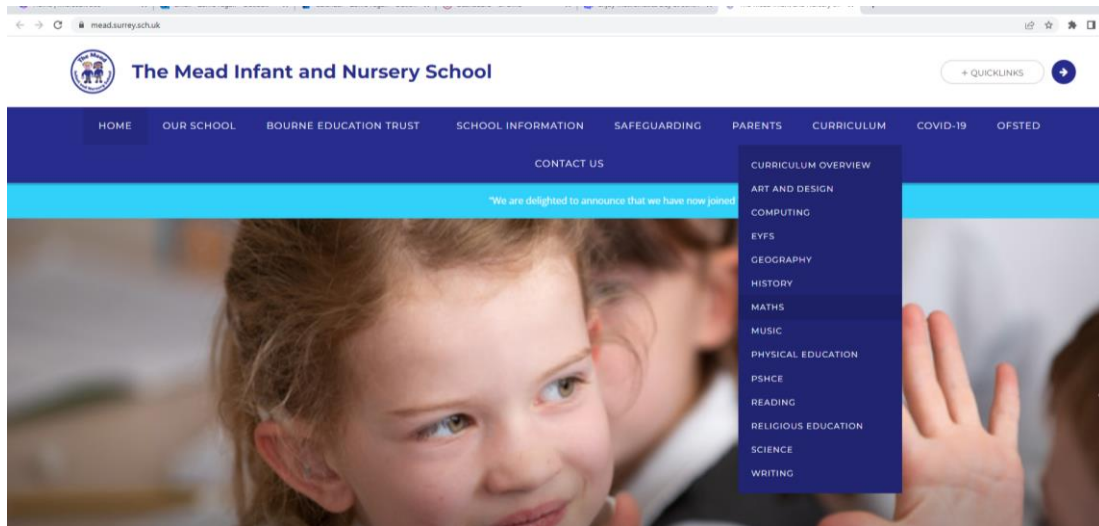 mead.surrey.sch.uk
The Mead Infant and Nursery School
+ QUICKLINKS
HOME OUR SCHOOL BOURNE EDUCATION TRUST SCHOOL INFORMATION SAFEGUARDING PARENTS CURRICULUM COVID-19 OFSTED
CONTACT US
"We are delighted to announce that we have now joined
CURRICULUM OVERVIEW
ART AND DESIGN
COMPUTING
EYFS
GEOGRAPHY
HISTORY
MATHS
MUSIC
PHYSICAL EDUCATION
PSHCE
READING
RELIGIOUS EDUCATION
SCIENCE
WRITING